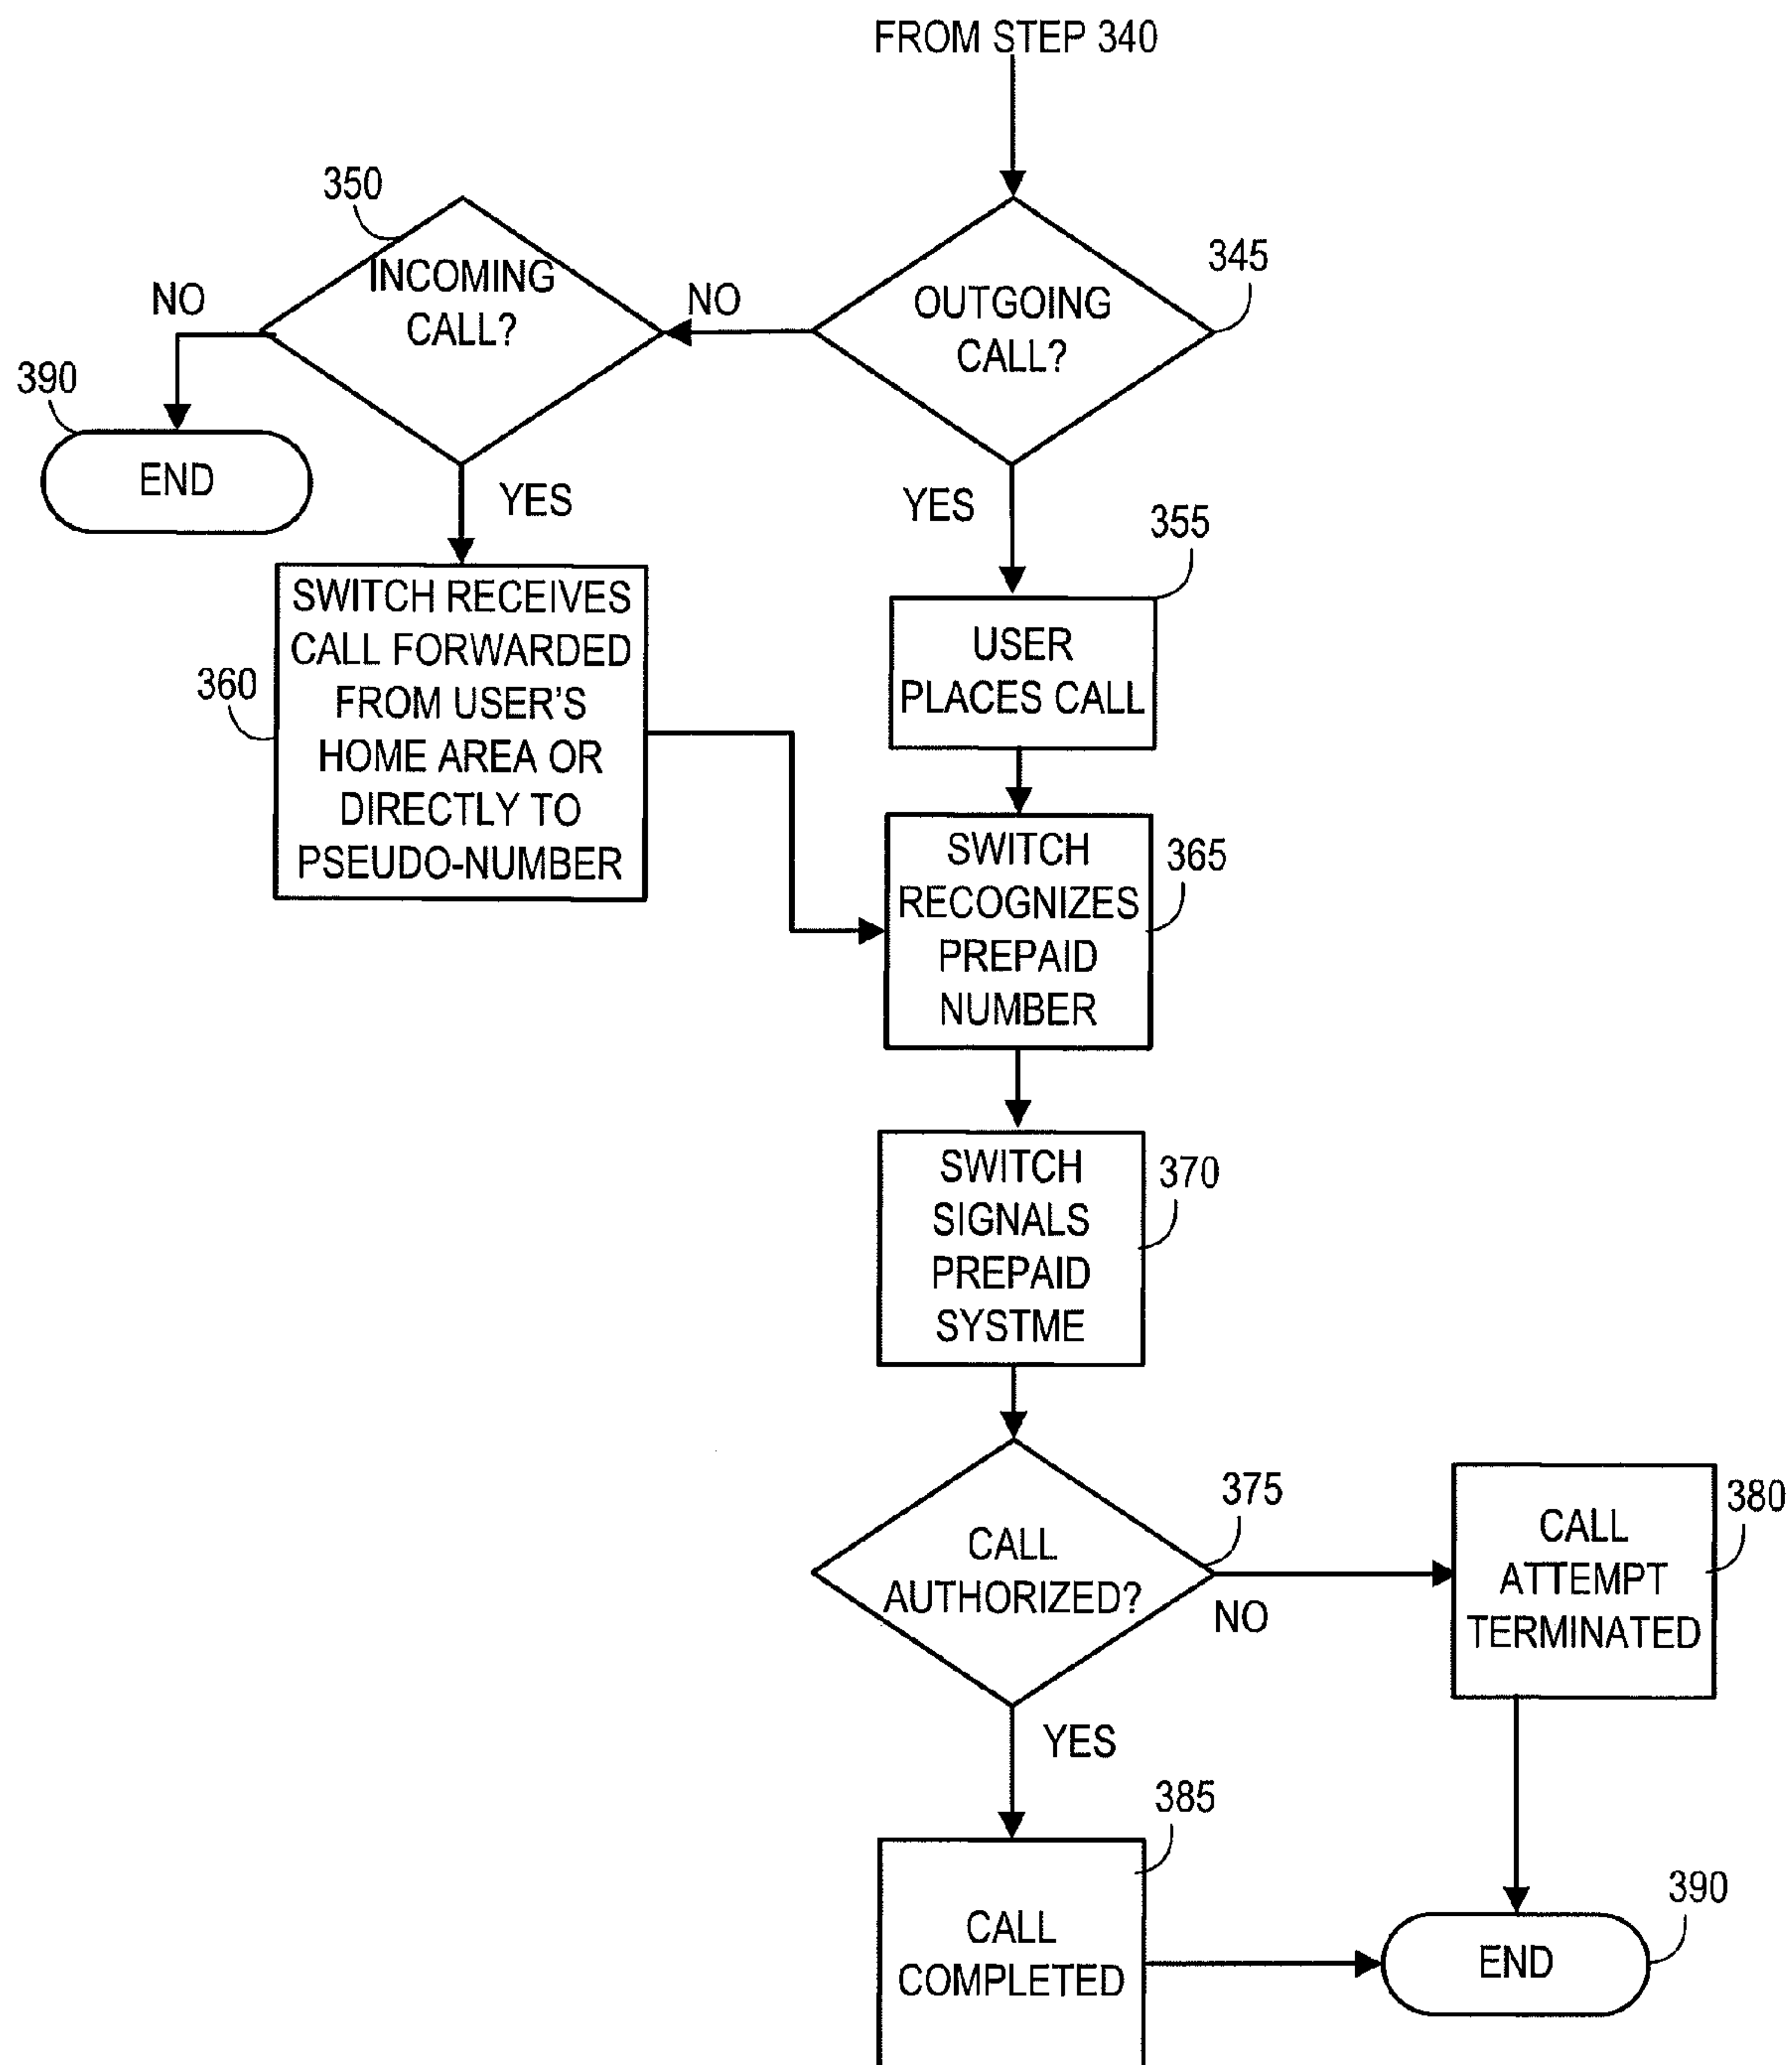 FROM STEP 340
350
INCOMING
CALL?
NO
NO
OUTGOING
CALL?
345
390
END
YES
YES
355
SWITCH RECEIVES
CALL FORWARDED
FROM USER'S
HOME AREA OR
DIRECTLY TO
PSEUDO-NUMBER
360
USER
PLACES CALL
SWITCH
RECOGNIZES
PREPAID
NUMBER
365
SWITCH
SIGNALS
PREPAID
SYSTME
370
CALL
AUTHORIZED?
375
NO
CALL
ATTEMPT
TERMINATED
380
YES
385
CALL
COMPLETED
390
END